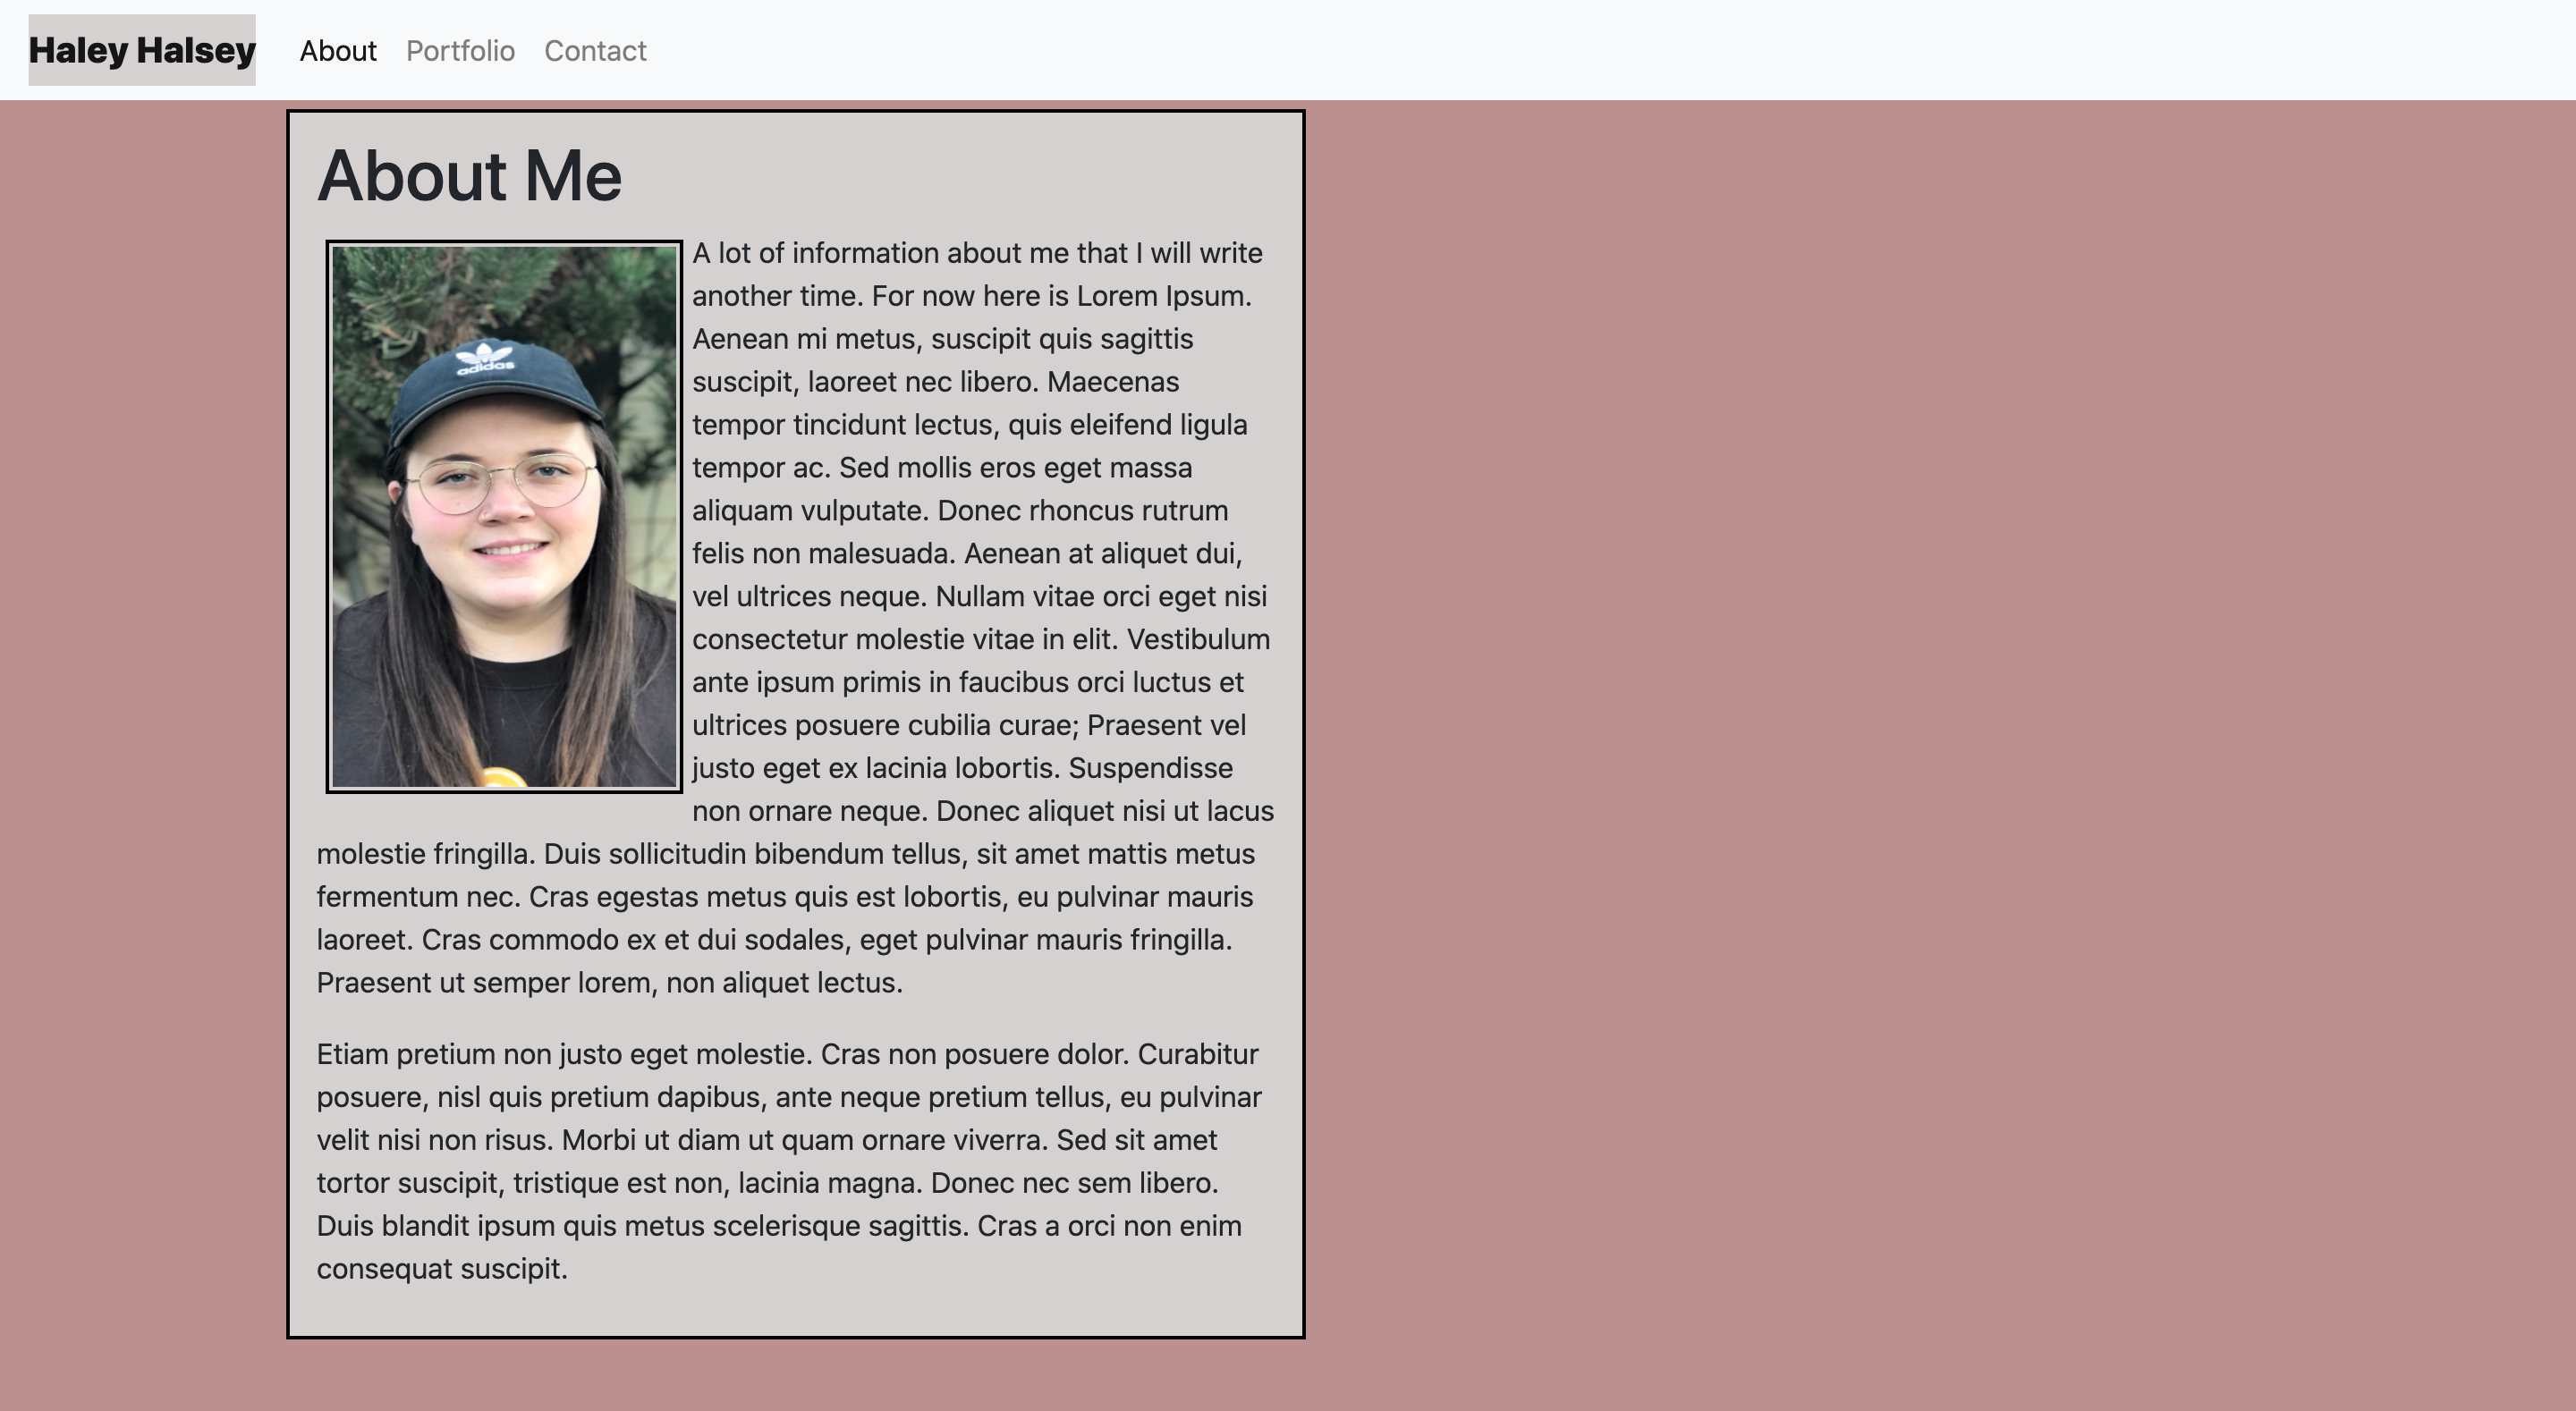 Haley Halsey About Portfolio Contact
About Me
adidas
A lot of information about me that I will write
another time. For now here is Lorem Ipsum.
Aenean mi metus, suscipit quis sagittis
suscipit, laoreet nec libero. Maecenas
tempor tincidunt lectus, quis eleifend ligula
tempor ac. Sed mollis eros eget massa
aliquam vulputate. Donec rhoncus rutrum
felis non malesuada. Aenean at aliquet dui,
vel ultrices neque. Nullam vitae orci eget nisi
consectetur molestie vitae in elit. Vestibulum
ante ipsum primis in faucibus orci luctus et
ultrices posuere cubilia curae; Praesent vel
justo eget ex lacinia lobortis. Suspendisse
non ornare neque. Donec aliquet nisi ut lacus
molestie fringilla. Duis sollicitudin bibendum tellus, sit amet mattis metus
fermentum nec. Cras egestas metus quis est lobortis, eu pulvinar mauris
laoreet. Cras commodo ex et dui sodales, eget pulvinar mauris fringilla.
Praesent ut semper lorem, non aliquet lectus.
Etiam pretium non justo eget molestie. Cras non posuere dolor. Curabitur
posuere, nisl quis pretium dapibus, ante neque pretium tellus, eu pulvinar
velit nisi non risus. Morbi ut diam ut quam ornare viverra. Sed sit amet
tortor suscipit, tristique est non, lacinia magna. Donec nec sem libero.
Duis blandit ipsum quis metus scelerisque sagittis. Cras a orci non enim
consequat suscipit.